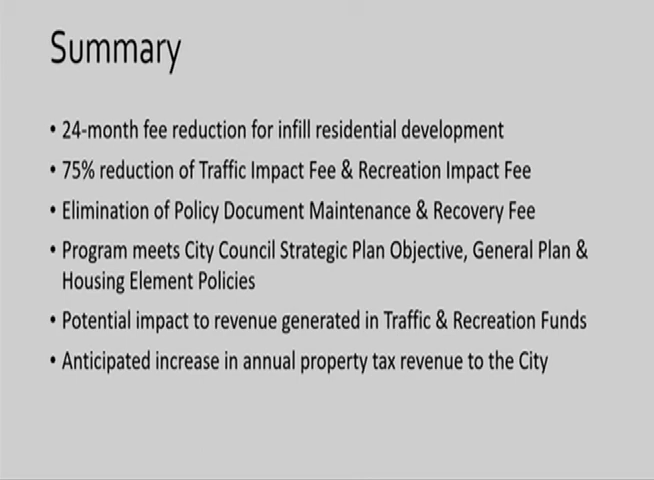 Summary
• 24-month fee reduction for infill residential development
• 75% reduction of Traffic Impact Fee & Recreation Impact Fee
• Elimination of Policy Document Maintenance & Recovery Fee
• Program meets City Council Strategic Plan Objective, General Plan &
Housing Element Policies
• Potential impact to revenue generated in Traffic & Recreation Funds
• Anticipated increase in annual property tax revenue to the City